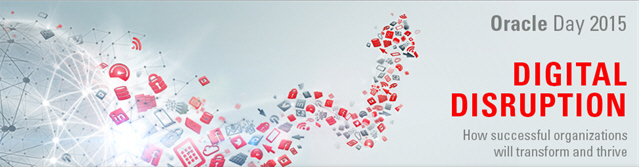 Oracle Day 2015
DIGITAL
DISRUPTION
How successful organizations
will transform and thrive